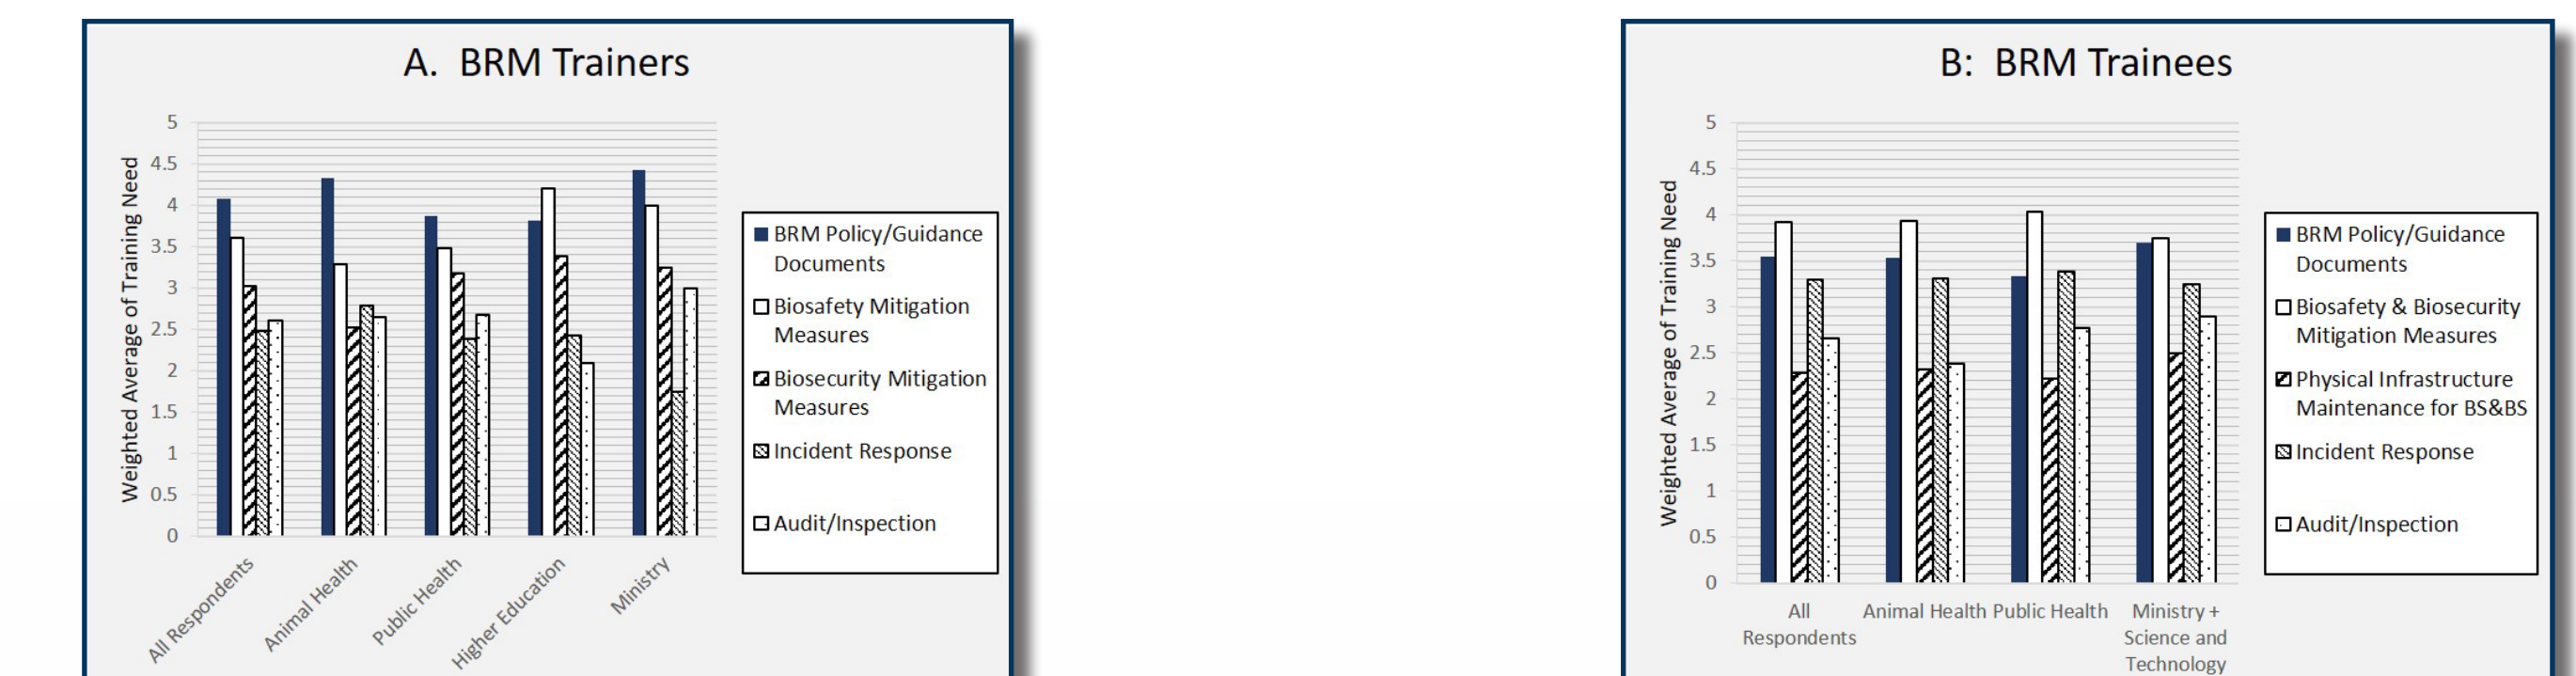 A. BRM Trainers
Weighted Average of Training Need
5
4.5
4
3.5
3
2.5
2
1.5
1
0.5
0
All Respondents
Animal Health
Public Health
Higher Education
Ministry
BRM Policy/Guidance
Documents
Biosafety Mitigation
Measures
Biosecurity Mitigation
Measures
Incident Response
Audit/Inspection
B: BRM Trainees
Weighted Average of Training Need
5
4.5
4
3.5
3
2.5
2
1.5
1
0.5
0
All
Respondents
Animal Health
Public Health
Ministry +
Science and
Technology
BRM Policy/Guidance
Documents
Biosafety & Biosecurity
Mitigation Measures
Physical Infrastructure
Maintenance for BS&BS
Incident Response
Audit/Inspection